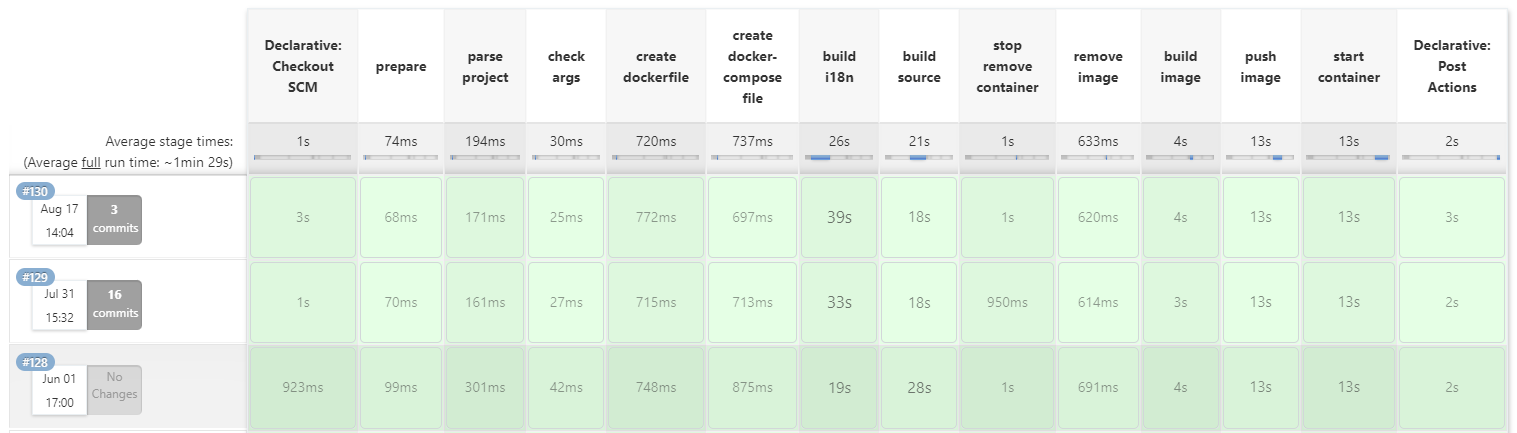 Declarative: Checkout SCM
prepare
parse project
check args
create dockerfile
create docker-compose file
build i18n
build source
stop remove container
remove image
build image
push image
start container
Declarative: Post Actions
Average stage times:
(Average full run time: ~1min 29s)
1s 74ms 194ms 30ms 720ms 737ms 26s 21s 1s 633ms 4s 13s 13s 2s
#130
Aug 17
14:04
3
commits
3s 68ms 171ms 25ms 772ms 697ms 39s 18s 1s 620ms 4s 13s 13s 3s
#129
Jul 31
15:32
16
commits
1s 70ms 161ms 27ms 715ms 713ms 33s 18s 950ms 614ms 3s 13s 13s 2s
#128
Jun 01
17:00
No
Changes
923ms 99ms 301ms 42ms 748ms 875ms 19s 28s 1s 691ms 4s 13s 13s 2s